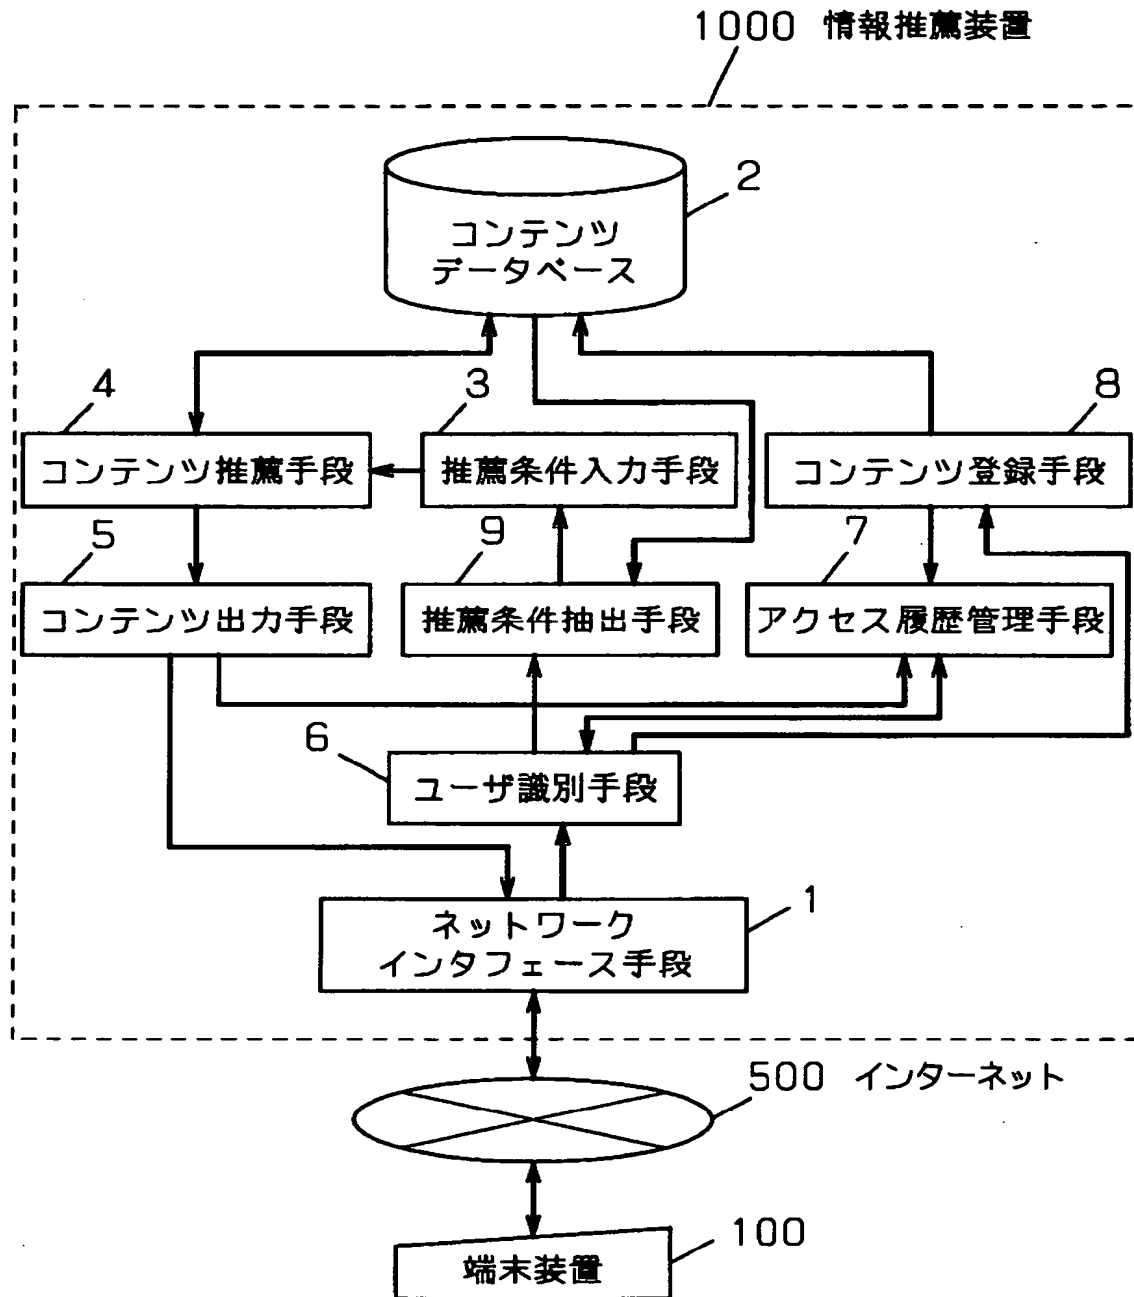 1000 情報推薦装置
2
コンテンツ
データベース
4
3
8
コンテンツ推薦手段
推薦条件入力手段
コンテンツ登録手段
5
9
7
コンテンツ出力手段
推薦条件抽出手段
アクセス履歴管理手段
6
ユーザ識別手段
1
ネットワーク
インタフェース手段
500 インターネット
100
端末装置